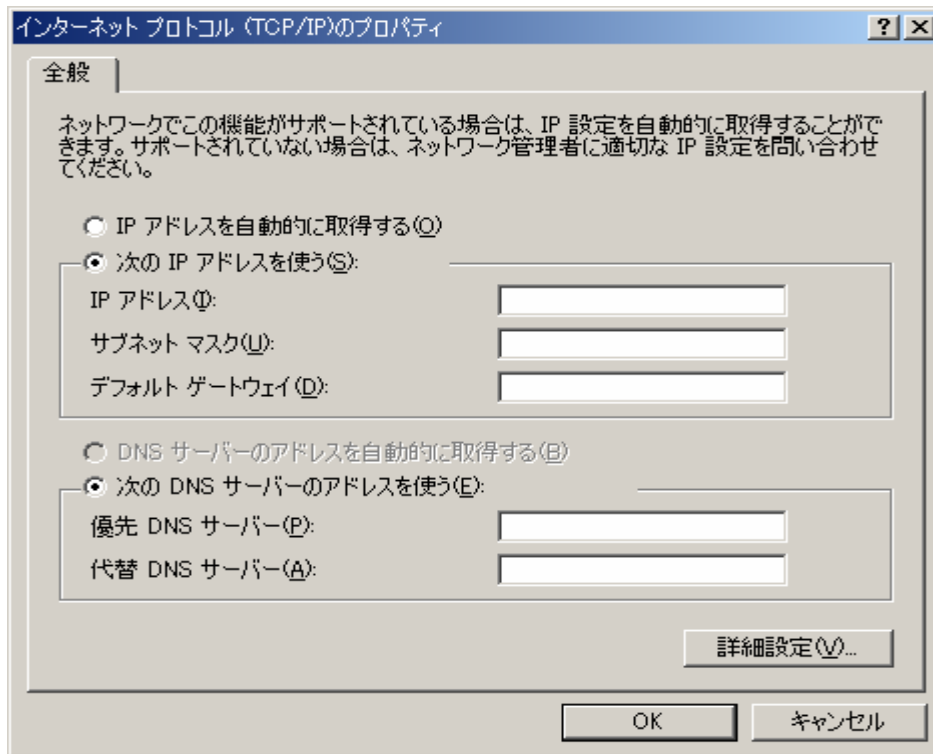 インターネット プロトコル (TCP/IP)のプロパティ
全般
ネットワークでこの機能がサポートされている場合は、IP 設定を自動的に取得することがで
きます。サポートされていない場合は、ネットワーク管理者に適切な IP 設定を問い合わせ
てください。
IP アドレスを自動的に取得する(O)
次の IP アドレスを使う(S):
IP アドレス(I):
サブネット マスク(U):
デフォルト ゲートウェイ(D):
DNS サーバーのアドレスを自動的に取得する(B)
次の DNS サーバーのアドレスを使う(E):
優先 DNS サーバー(P):
代替 DNS サーバー(A):
詳細設定(V)...
OK
キャンセル